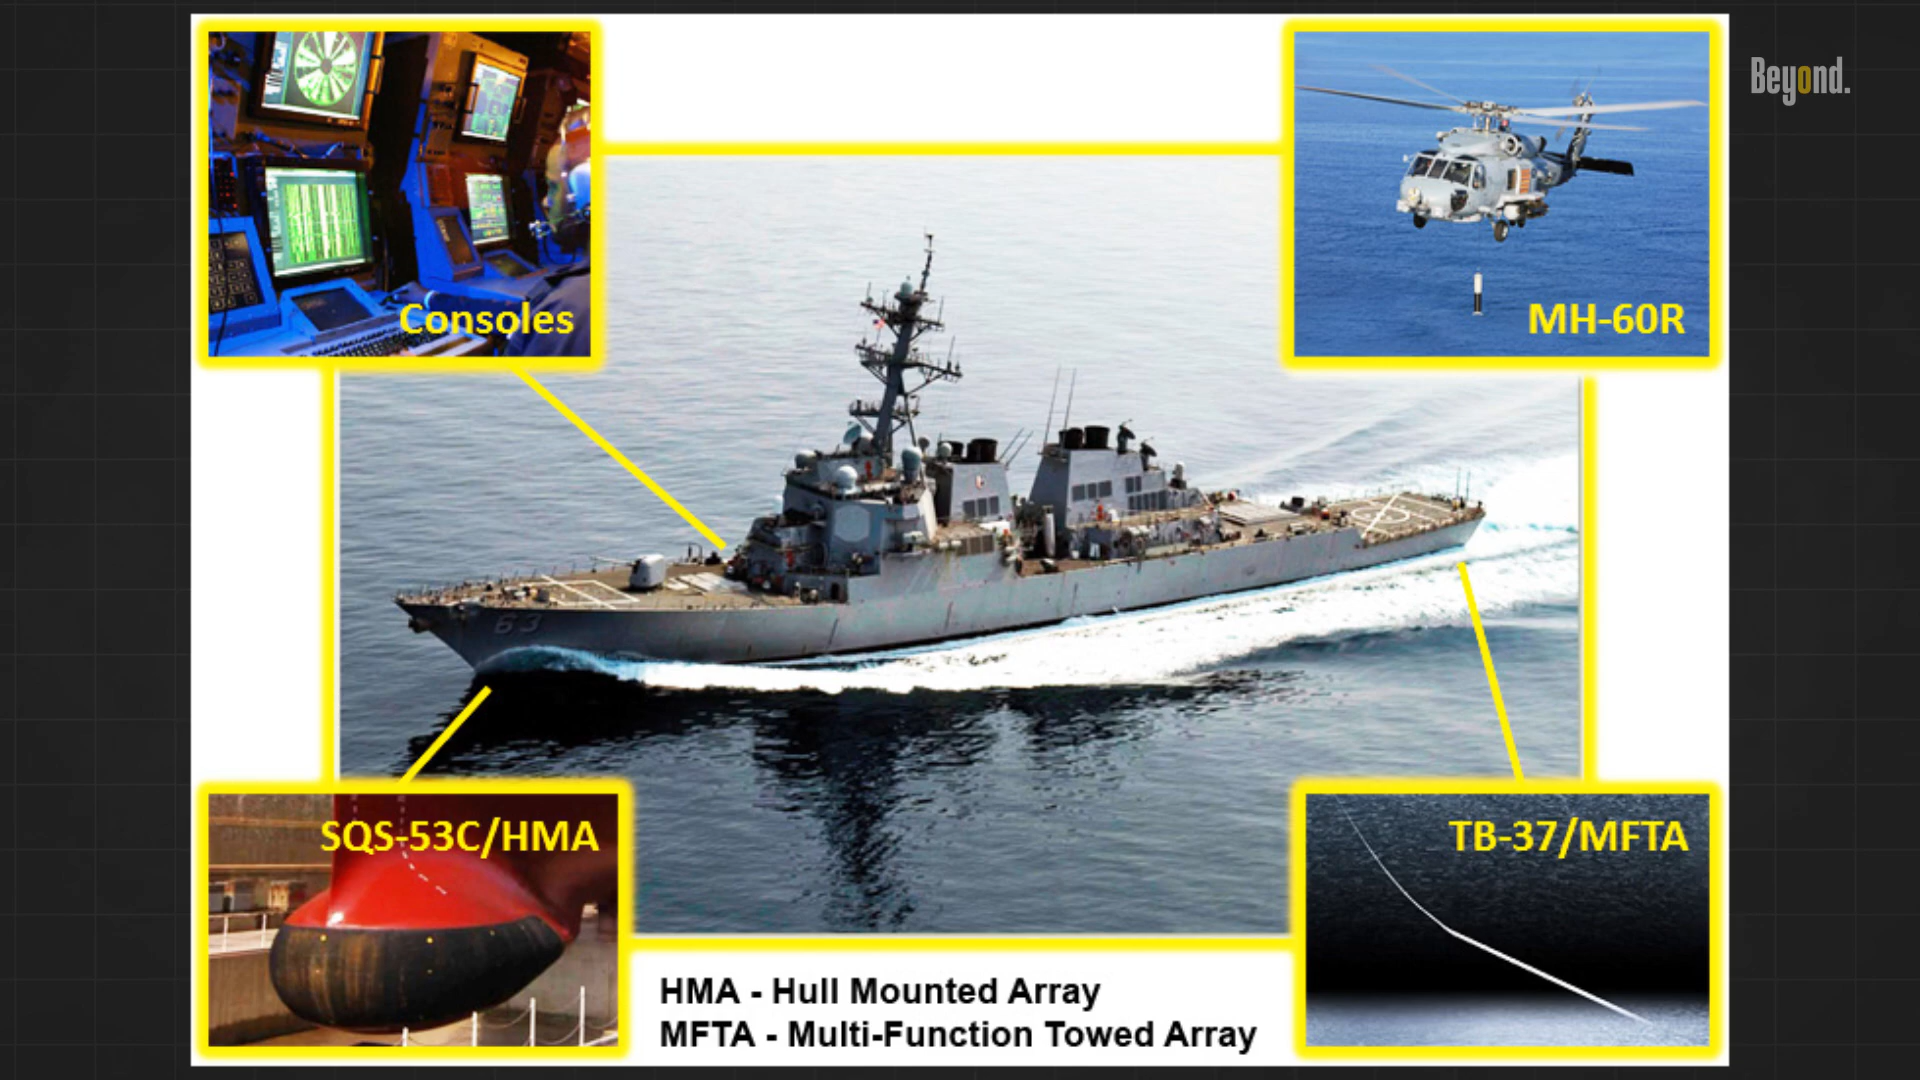 Beyond.
Consoles
MH-60R
63
SQS-53C/HMA
TB-37/MFTA
HMA - Hull Mounted Array
MFTA - Multi-Function Towed Array